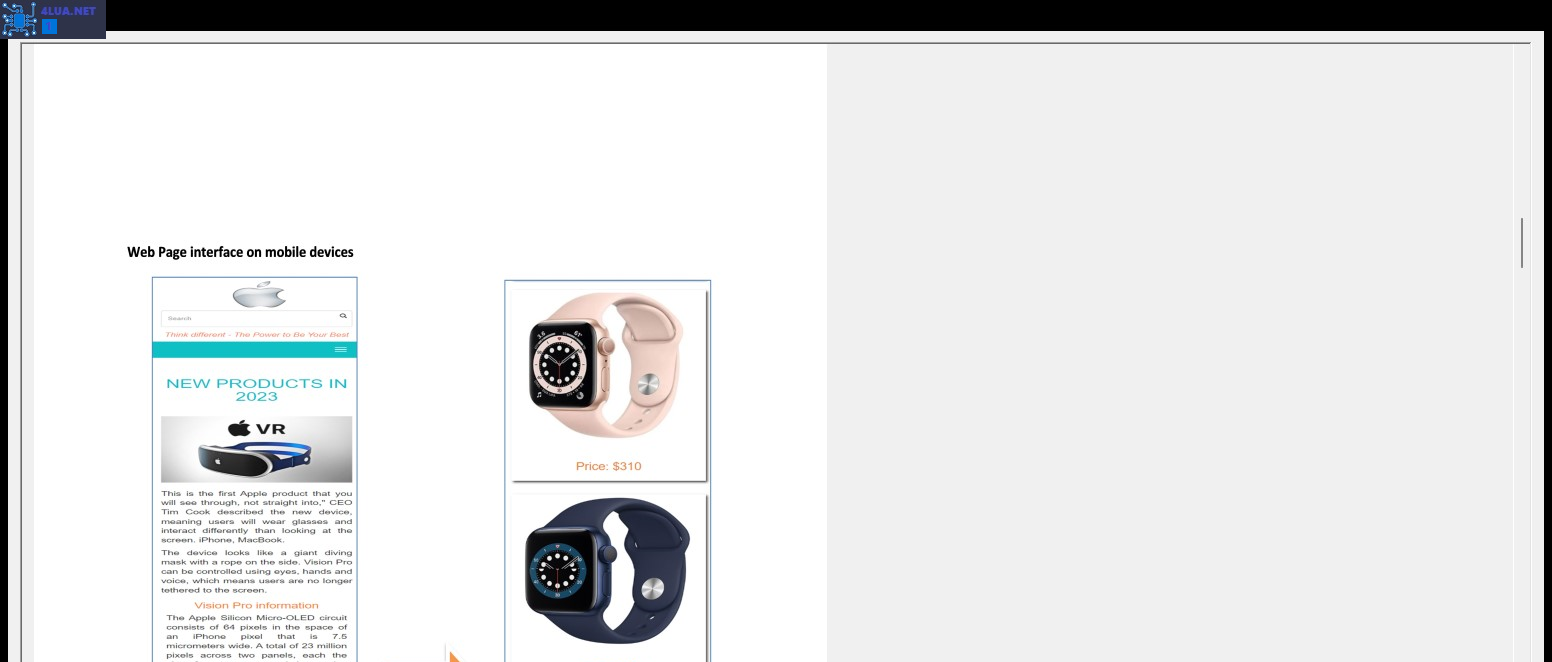 4LUA.NET
Web Page interface on mobile devices
Search
Think different - The Power to Be Your Best
NEW PRODUCTS IN
2023
VR
This is the first Apple product that you
will see through, not straight into," CEO
Tim Cook described the new device,
meaning users will wear glasses and
interact differently than looking at the
screen. iPhone, MacBook.
The device looks like a giant diving
mask with a rope on the side. Vision Pro
can be controlled using eyes, hands and
voice, which means users are no longer
tethered to the screen.
Vision Pro information
The Apple Silicon Micro-OLED circuit
consists of 64 pixels in the space of
an iPhone pixel that is 7.5
micrometers wide. A total of 23 million
pixels across two panels, each the
Price: $310